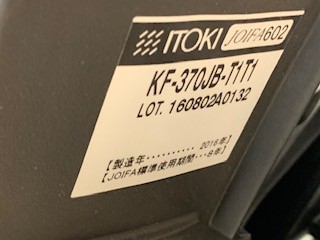 ITOKI JOIFA602
KF-370JB-T1T1
LOT. 160802A0132
【製造年‥‥‥‥‥ 2016年】
【JOIFA標準使用期間‥‥8年】